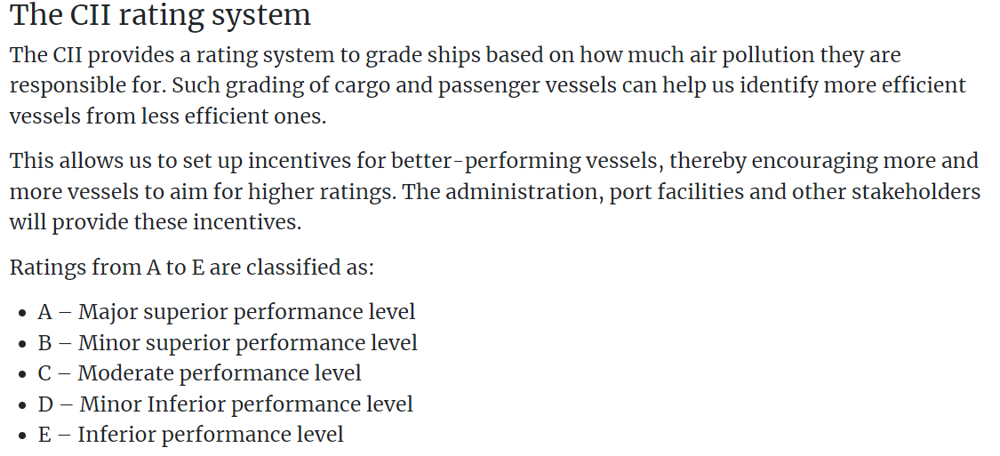 The CII rating system
The CII provides a rating system to grade ships based on how much air pollution they are
responsible for. Such grading of cargo and passenger vessels can help us identify more efficient
vessels from less efficient ones.
This allows us to set up incentives for better-performing vessels, thereby encouraging more and
more vessels to aim for higher ratings. The administration, port facilities and other stakeholders
will provide these incentives.
Ratings from A to E are classified as:
• A – Major superior performance level
• B – Minor superior performance level
• C – Moderate performance level
• D – Minor Inferior performance level
• E – Inferior performance level